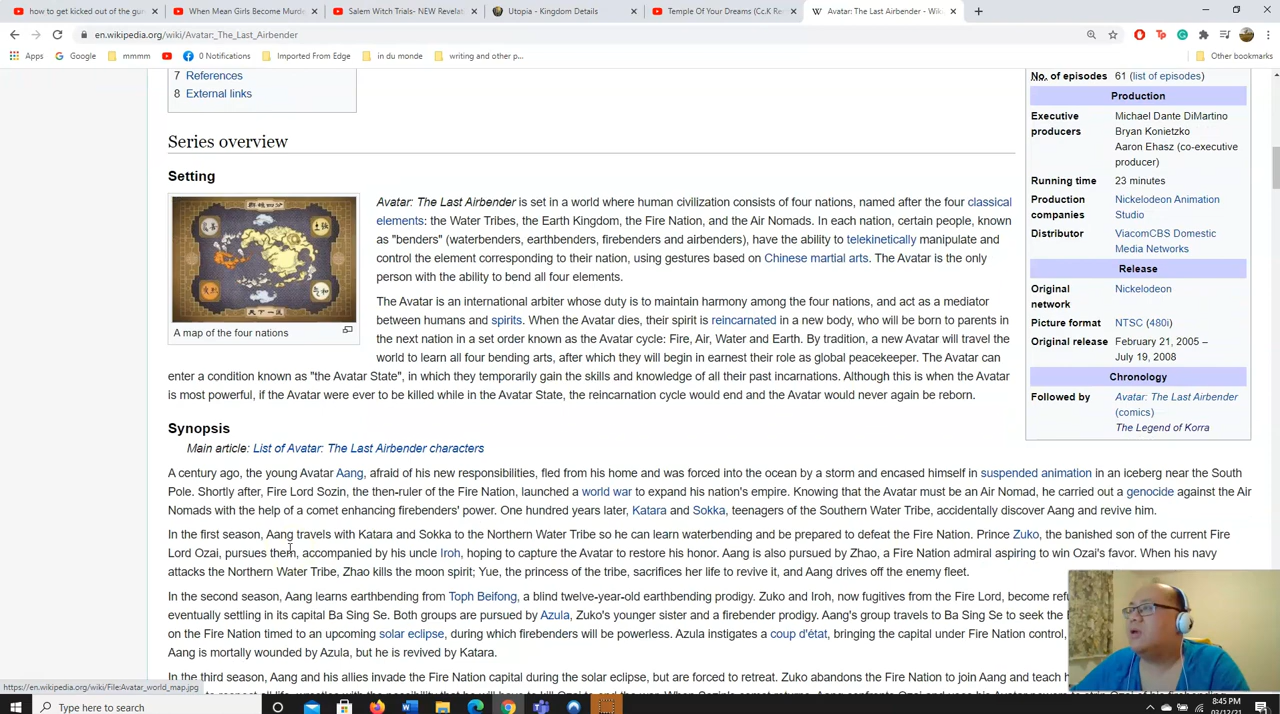 how to get kicked out of the gu
When Mean Girls Become Murde
Salem Witch Trials- NEW Revelat
Utopia - Kingdom Details
Temple Of Your Dreams (Cc.K Re
Avatar: The Last Airbender - Wik
en.wikipedia.org/wiki/Avatar:_The_Last_Airbender
Apps
Google
mmmm
0 Notifications
Imported From Edge
in du monde
writing and other p...
Other bookmarks
7 References
8 External links
Series overview
Setting
A map of the four nations
Avatar: The Last Airbender is set in a world where human civilization consists of four nations, named after the four classical
elements: the Water Tribes, the Earth Kingdom, the Fire Nation, and the Air Nomads. In each nation, certain people, known
as "benders" (waterbenders, earthbenders, firebenders and airbenders), have the ability to telekinetically manipulate and
control the element corresponding to their nation, using gestures based on Chinese martial arts. The Avatar is the only
person with the ability to bend all four elements.
The Avatar is an international arbiter whose duty is to maintain harmony among the four nations, and act as a mediator
between humans and spirits. When the Avatar dies, their spirit is reincarnated in a new body, who will be born to parents in
the next nation in a set order known as the Avatar cycle: Fire, Air, Water and Earth. By tradition, a new Avatar will travel the
world to learn all four bending arts, after which they will begin in earnest their role as global peacekeeper. The Avatar can
enter a condition known as "the Avatar State", in which they temporarily gain the skills and knowledge of all their past incarnations. Although this is when the Avatar
is most powerful, if the Avatar were ever to be killed while in the Avatar State, the reincarnation cycle would end and the Avatar would never again be reborn.
Synopsis
Main article: List of Avatar: The Last Airbender characters
A century ago, the young Avatar Aang, afraid of his new responsibilities, fled from his home and was forced into the ocean by a storm and encased himself in suspended animation in an iceberg near the South
Pole. Shortly after, Fire Lord Sozin, the then-ruler of the Fire Nation, launched a world war to expand his nation's empire. Knowing that the Avatar must be an Air Nomad, he carried out a genocide against the Air
Nomads with the help of a comet enhancing firebenders' power. One hundred years later, Katara and Sokka, teenagers of the Southern Water Tribe, accidentally discover Aang and revive him.
In the first season, Aang travels with Katara and Sokka to the Northern Water Tribe so he can learn waterbending and be prepared to defeat the Fire Nation. Prince Zuko, the banished son of the current Fire
Lord Ozai, pursues them, accompanied by his uncle Iroh, hoping to capture the Avatar to restore his honor. Aang is also pursued by Zhao, a Fire Nation admiral aspiring to win Ozai's favor. When his navy
attacks the Northern Water Tribe, Zhao kills the moon spirit; Yue, the princess of the tribe, sacrifices her life to revive it, and Aang drives off the enemy fleet.
In the second season, Aang learns earthbending from Toph Beifong, a blind twelve-year-old earthbending prodigy. Zuko and Iroh, now fugitives from the Fire Lord, become refu
eventually settling in its capital Ba Sing Se. Both groups are pursued by Azula, Zuko's younger sister and a firebender prodigy. Aang's group travels to Ba Sing Se to seek the E
on the Fire Nation timed to an upcoming solar eclipse, during which firebenders will be powerless. Azula instigates a coup d'état, bringing the capital under Fire Nation control,
Aang is mortally wounded by Azula, but he is revived by Katara.
In the third season, Aang and his allies invade the Fire Nation capital during the solar eclipse, but are forced to retreat. Zuko abandons the Fire Nation to join Aang and teach h
No. of episodes 61 (list of episodes)
Production
Executive producers Michael Dante DiMartino
Bryan Konietzko
Aaron Ehasz (co-executive
producer)
Running time 23 minutes
Production companies Nickelodeon Animation
Studio
Distributor ViacomCBS Domestic
Media Networks
Release
Original network Nickelodeon
Picture format NTSC (480i)
Original release February 21, 2005 –
July 19, 2008
Chronology
Followed by Avatar: The Last Airbender
(comics)
The Legend of Korra
https://en.wikipedia.org/wiki/File:Avatar_world_map.jpg
Type here to search
8:45 PM
03/12/21